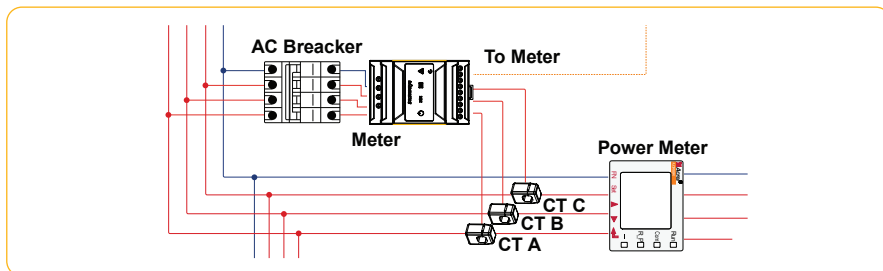 AC Breacker
To Meter
Meter
Power Meter
CT C
CT B
CT A